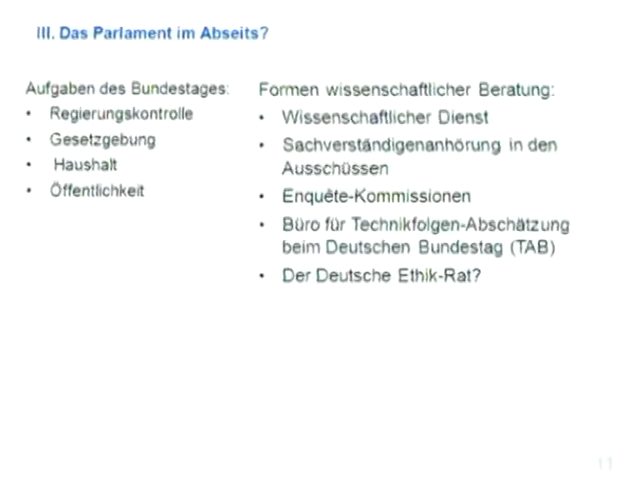 III. Das Parlament im Abseits?
Aufgaben des Bundestages:
• Regierungskontrolle
• Gesetzgebung
• Haushalt
• Öffentlichkeit
Formen wissenschaftlicher Beratung:
• Wissenschaftlicher Dienst
• Sachverständigenanhörung in den
Ausschüssen
• Enquête-Kommissionen
• Büro für Technikfolgen-Abschätzung
beim Deutschen Bundestag (TAB)
• Der Deutsche Ethik-Rat?
11